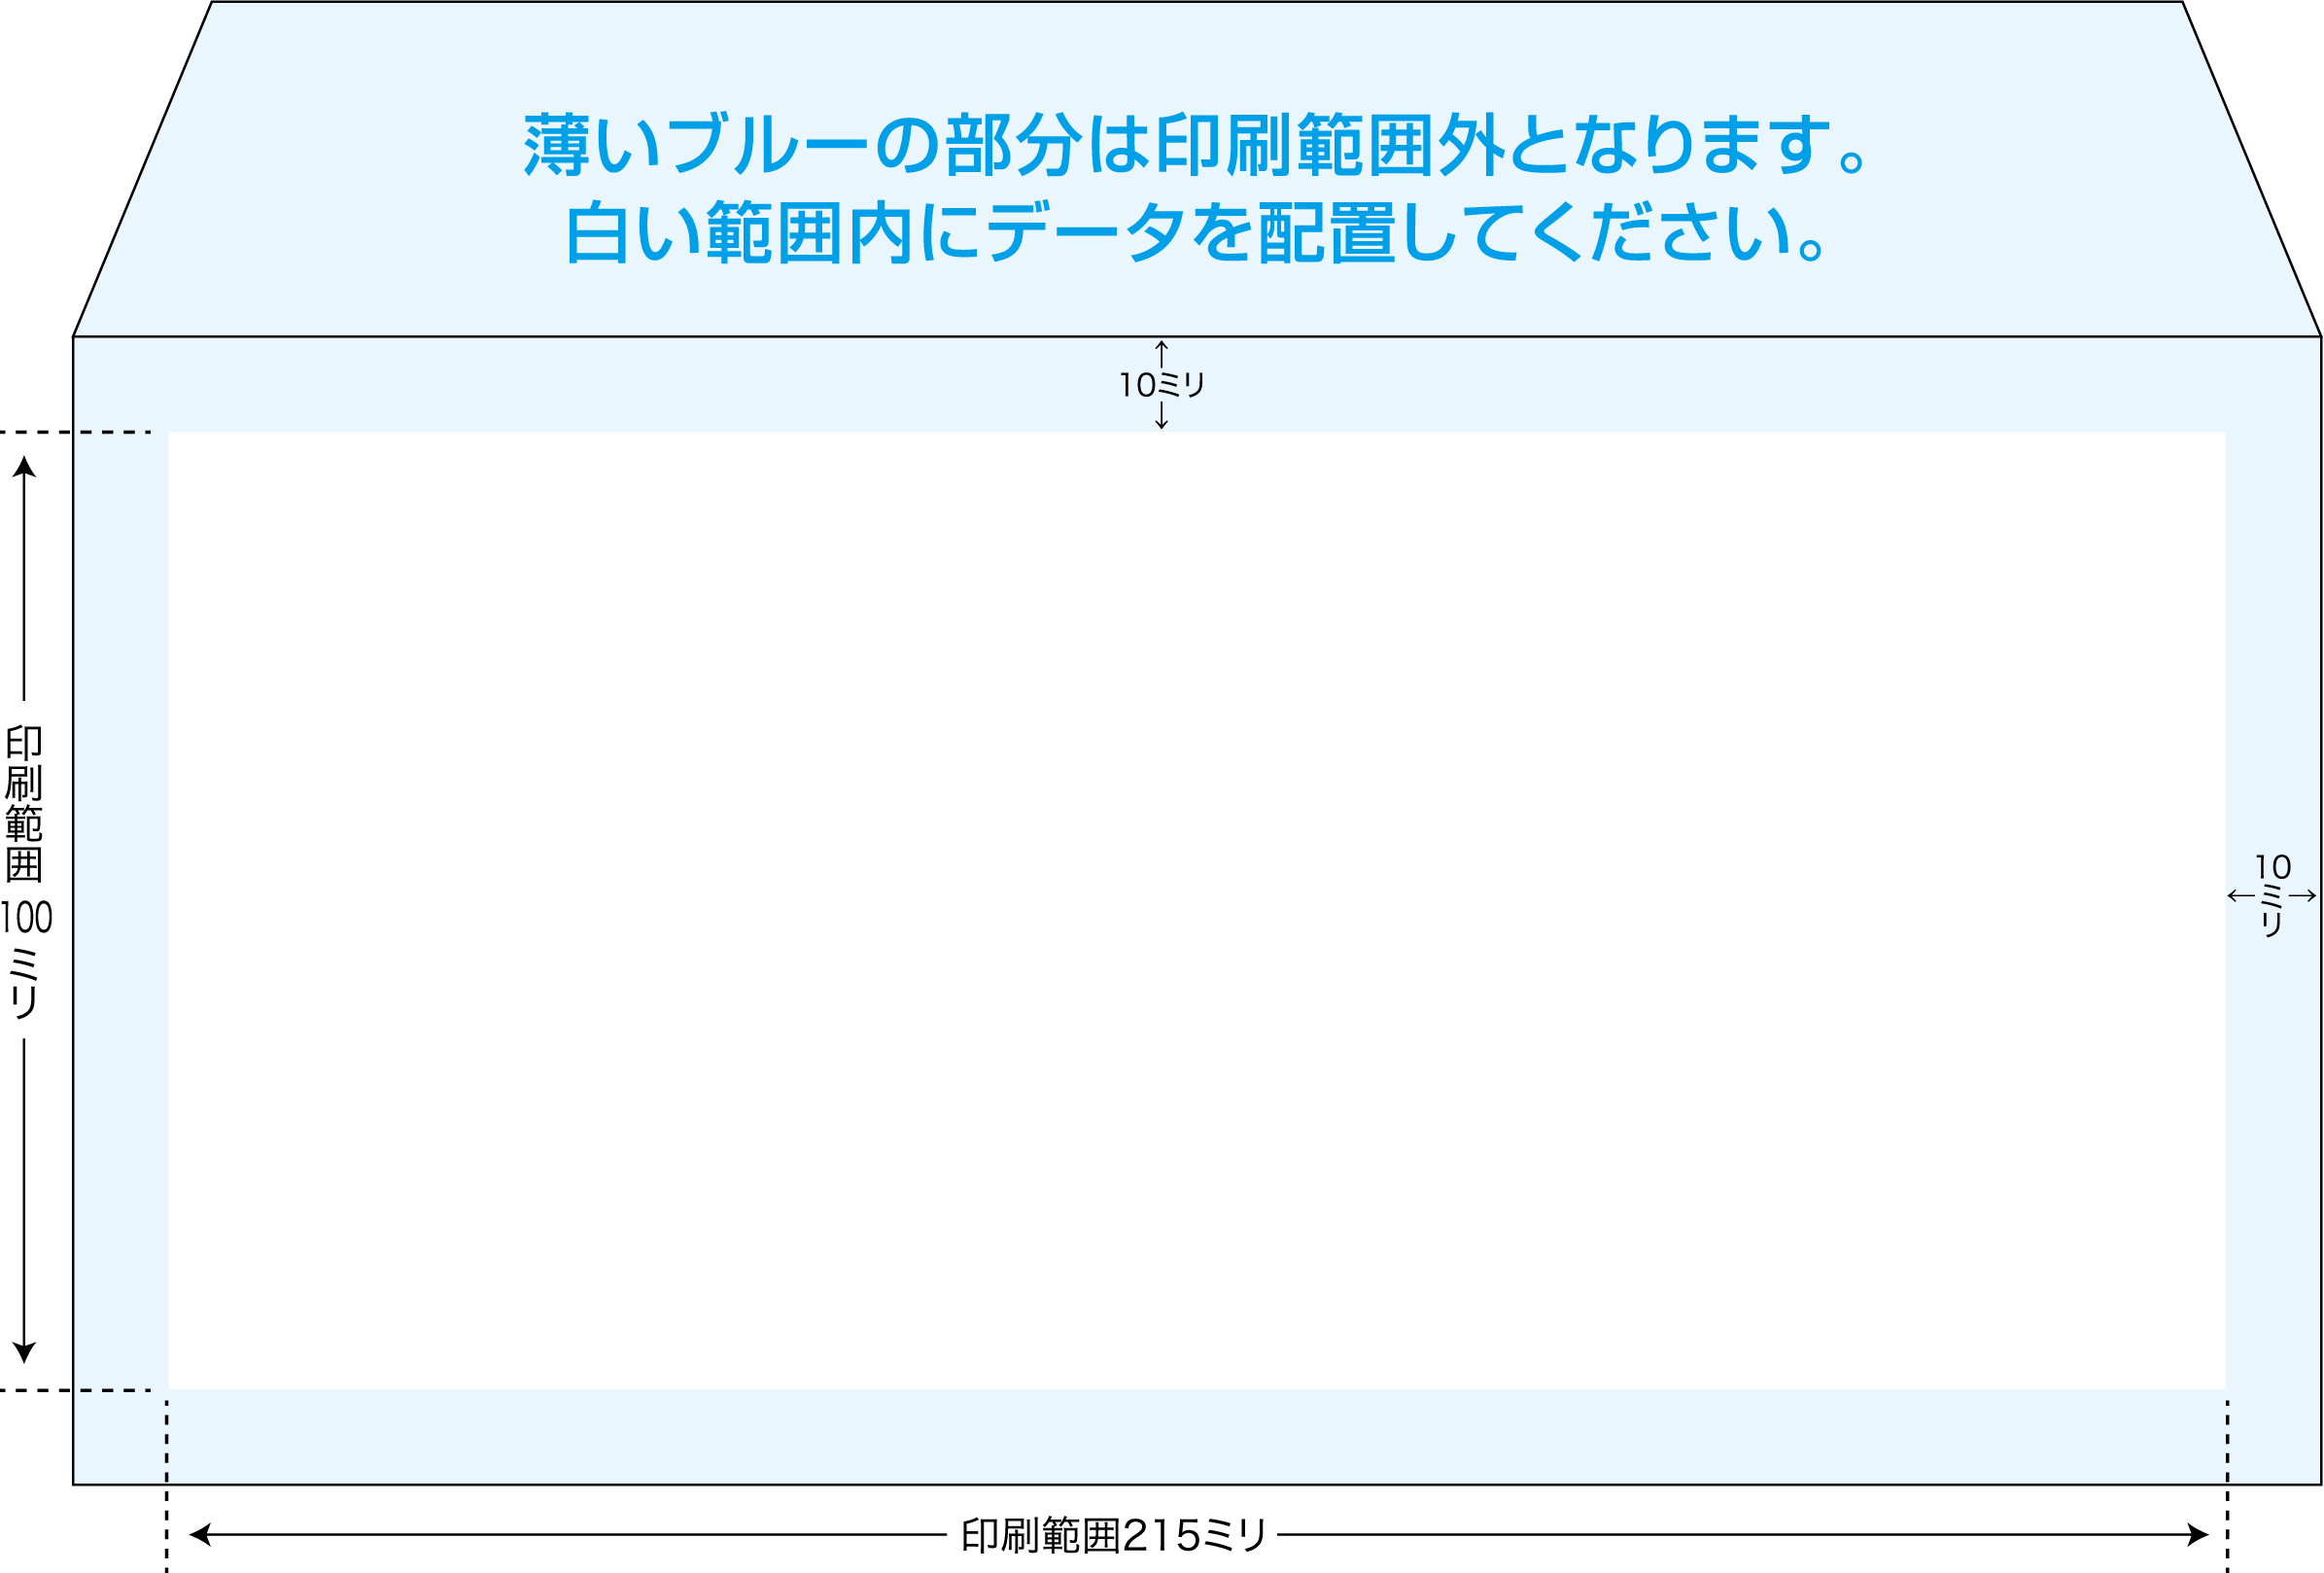 薄いブルーの部分は印刷範囲外となります。
白い範囲内にデータを配置してください。
10ミリ
印刷範囲100ミリ
10ミリ
印刷範囲215ミリ